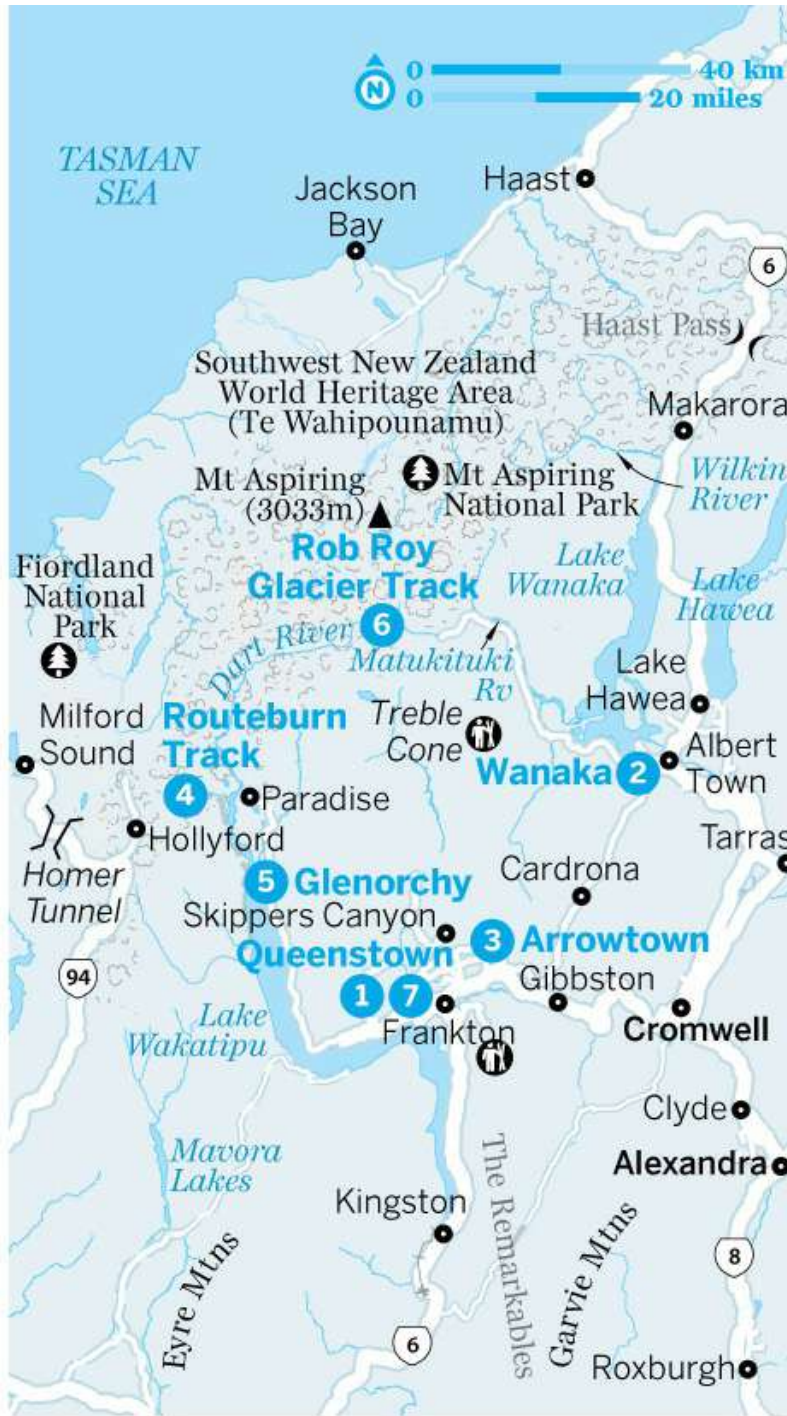 0 40 km
N
0 20 miles
TASMAN
SEA
Haast
Jackson
Bay
6
Haast Pass
Southwest New Zealand
World Heritage Area
(Te Wahipounamu)
Makarora
Mt Aspiring
(3033m)
Mt Aspiring
National Park
Wilkin
River
Rob Roy
Glacier Track
6
Lake
Wanaka
Lake
Hawea
Fiordland
National
Park
Dart River
Matukituki
Rv
Lake
Hawea
Milford
Sound
Routeburn
Track
4
Treble
Cone
Wanaka 2
Albert
Town
Paradise
Hollyford
Tarras
Homer
Tunnel
5 Glenorchy
Cardrona
Skippers Canyon
3 Arrowtown
Queenstown
1 7
94
Gibbston
Frankton
Cromwell
Lake
Wakatipu
Clyde
Mavora
Lakes
Alexandra
The Remarkables
Kingston
Eyre Mtns
Garvie Mtns
8
6
Roxburgh